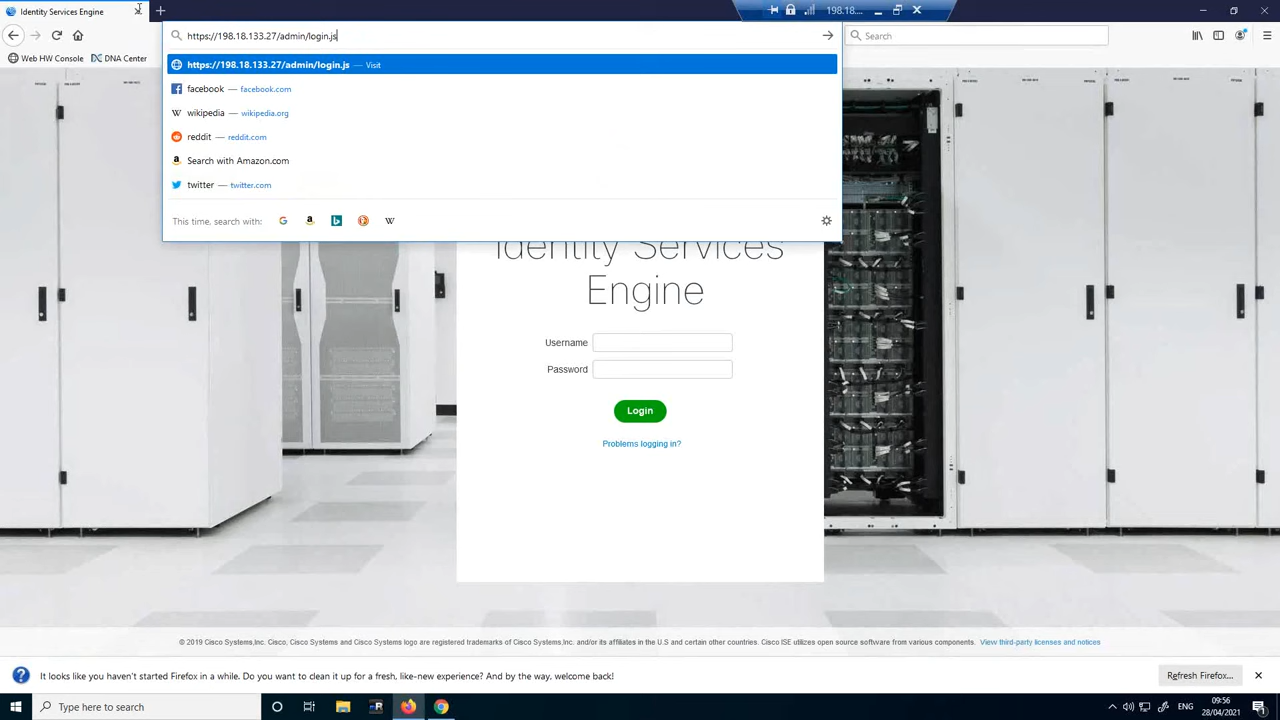 Identity Services Engine
198.18....
https://198.18.133.27/admin/login.js
Search
Web HW Console
DNA Center
https://198.18.133.27/admin/login.js — Visit
facebook — facebook.com
wikipedia — wikipedia.org
reddit — reddit.com
Search with Amazon.com
twitter — twitter.com
This time, search with:
Identity Services
Engine
Username
Password
Login
Problems logging in?
© 2019 Cisco Systems,Inc. Cisco, Cisco Systems and Cisco Systems logo are registered trademarks of Cisco Systems,Inc. and/or its affiliates in the U.S and certain other countries. Cisco ISE utilizes open source software from various components. View third-party licenses and notices
It looks like you haven't started Firefox in a while. Do you want to clean it up for a fresh, like-new experience? And by the way, welcome back!
Refresh Firefox...
Type here to search
ENG
09:56
28/04/2021
1